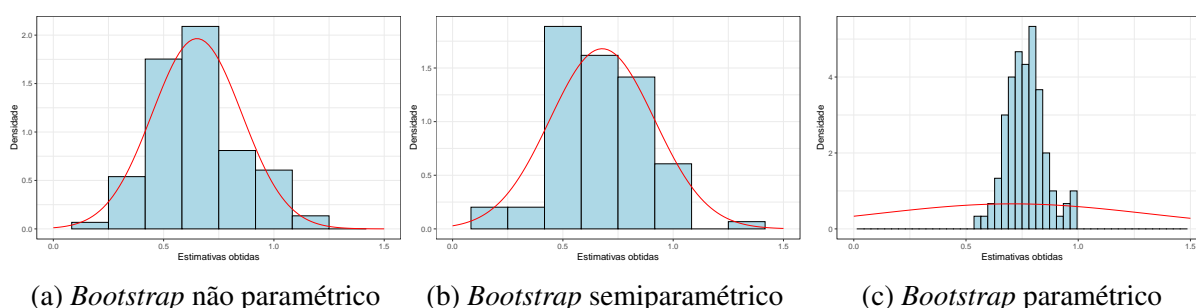 2.0
1.5
1.0
0.5
0.0
Densidade
0.0 0.5 1.0 1.5
Estimativas obtidas
1.5
1.0
0.5
0.0
Densidade
0.0 0.5 1.0 1.5
Estimativas obtidas
4
2
0
Densidade
0.0 0.5 1.0 1.5
Estimativas obtidas
(a) Bootstrap não paramétrico (b) Bootstrap semiparamétrico (c) Bootstrap paramétrico